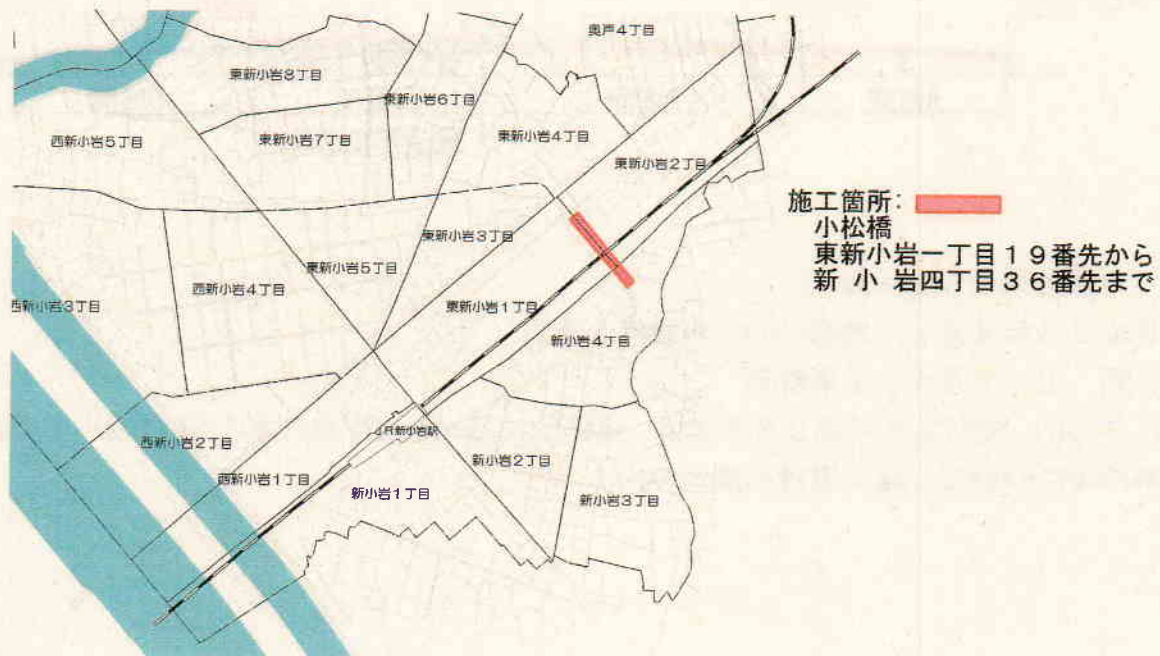 奥戸4丁目
東新小岩8丁目
東新小岩6丁目
西新小岩5丁目
東新小岩7丁目
東新小岩4丁目
東新小岩2丁目
施工箇所:
小松橋
東新小岩一丁目19番先から
新 小 岩四丁目36番先まで
東新小岩3丁目
東新小岩5丁目
西新小岩4丁目
西新小岩3丁目
東新小岩1丁目
新小岩4丁目
JR新小岩駅
西新小岩2丁目
西新小岩1丁目
新小岩2丁目
新小岩1丁目
新小岩3丁目